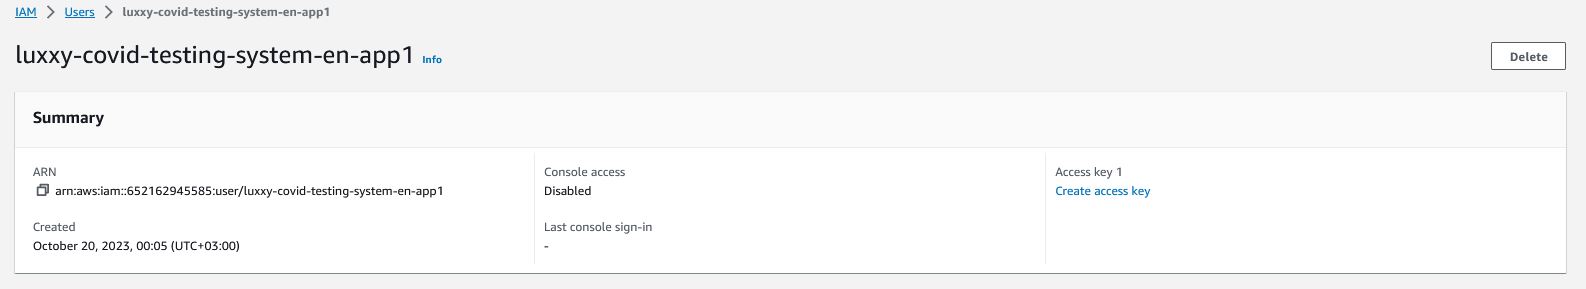 IAM > Users > luxxy-covid-testing-system-en-app1
luxxy-covid-testing-system-en-app1 Info
Delete
Summary
ARN
arn:aws:iam::652162945585:user/luxxy-covid-testing-system-en-app1
Created
October 20, 2023, 00:05 (UTC+03:00)
Console access
Disabled
Last console sign-in
-
Access key 1
Create access key